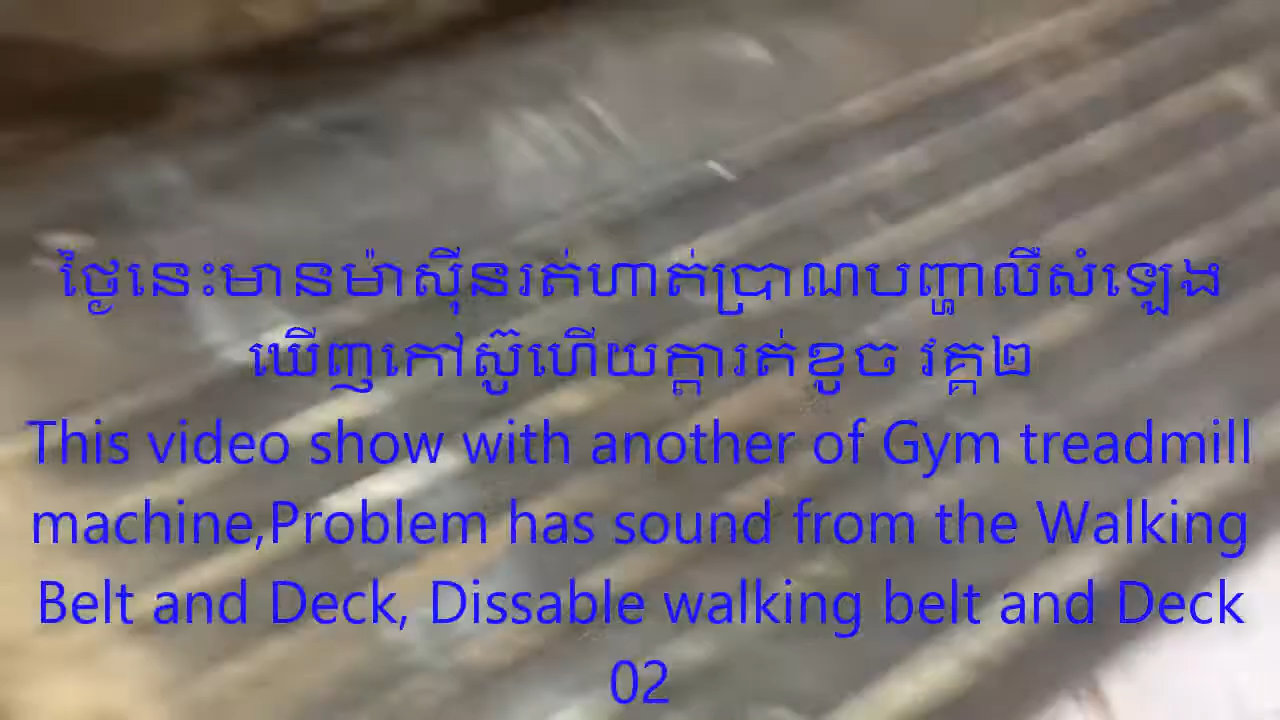 ថ្ងៃនេះមានម៉ាស៊ីនរត់ហាត់ប្រាណបញ្ហាលឺសំឡេង
ឃើញកៅស៊ូហើយក្តារត់ខូច វគ្គ២
This video show with another of Gym treadmill
machine,Problem has sound from the Walking
Belt and Deck, Dissable walking belt and Deck
02